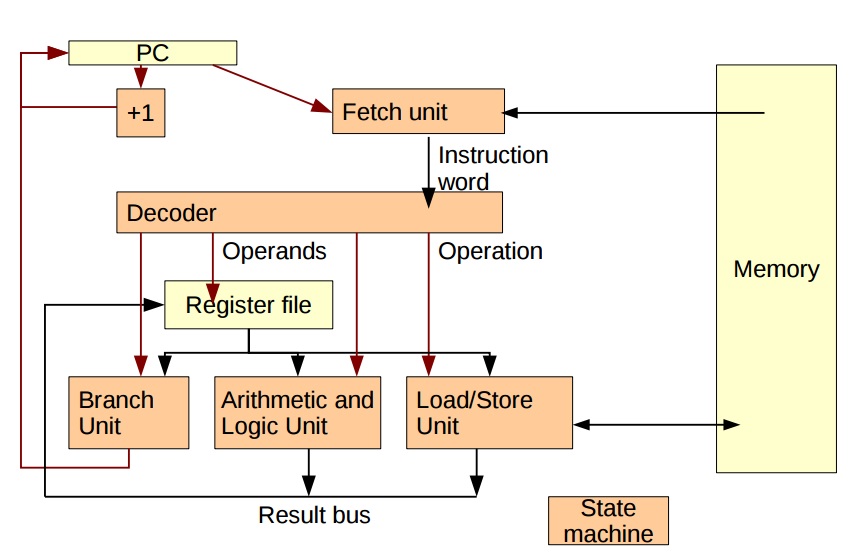 PC
+1
Fetch unit
Instruction
word
Decoder
Operands
Operation
Memory
Register file
Branch
Unit
Arithmetic and
Logic Unit
Load/Store
Unit
Result bus
State
machine